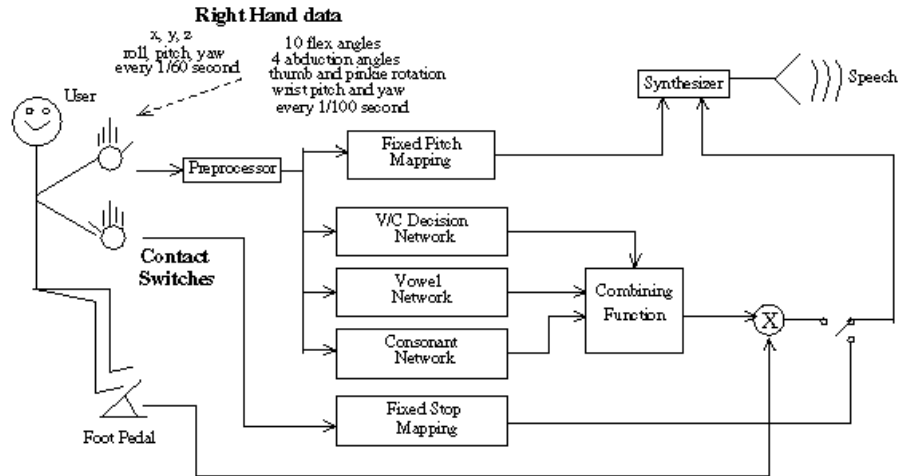 Right Hand data
x, y, z
roll, pitch, yaw
every 1/60 second
10 flex angles
4 abduction angles
thumb and pinkie rotation
wrist pitch and yaw
every 1/100 second
User
Synthesizer
Speech
Preprocessor
Fixed Pitch
Mapping
V/C Decision
Network
Contact
Switches
Vowel
Network
Combining
Function
X
Consonant
Network
Fixed Stop
Mapping
Foot Pedal